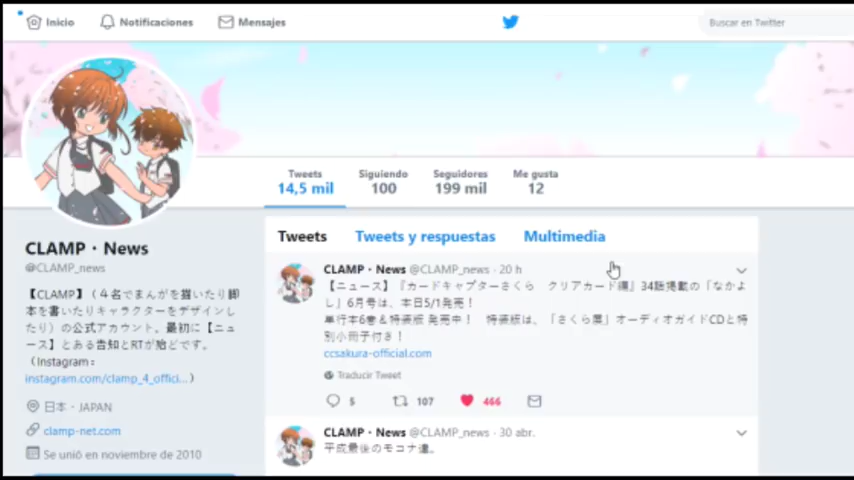 Inicio
Notificaciones
Mensajes
Buscar en Twitter
Tweets
14,5 mil
Siguiendo
100
Seguidores
199 mil
Me gusta
12
CLAMP・News
@CLAMP_news
【CLAMP】（４名でまんがを描いたり脚
本を書いたりキャラクターをデザインし
たり）の公式アカウント。最初に【ニュ
ース】とある告知とRTが殆どです。
（Instagram：
instagram.com/clamp_4_offici...）
日本・JAPAN
clamp-net.com
Se unió en noviembre de 2010
Tweets
Tweets y respuestas
Multimedia
CLAMP・News @CLAMP_news · 20 h
【ニュース】『カードキャプターさくら　クリアカード編』34話掲載の「なかよ
し」6月号は、本日5/1発売！
単行本6巻＆特装版 発売中！　特装版は、「さくら展」オーディオガイドCDと特
別小冊子付き！
ccsakura-official.com
Traducir Tweet
5
107
466
CLAMP・News @CLAMP_news · 30 abr.
平成最後のモコナ達。